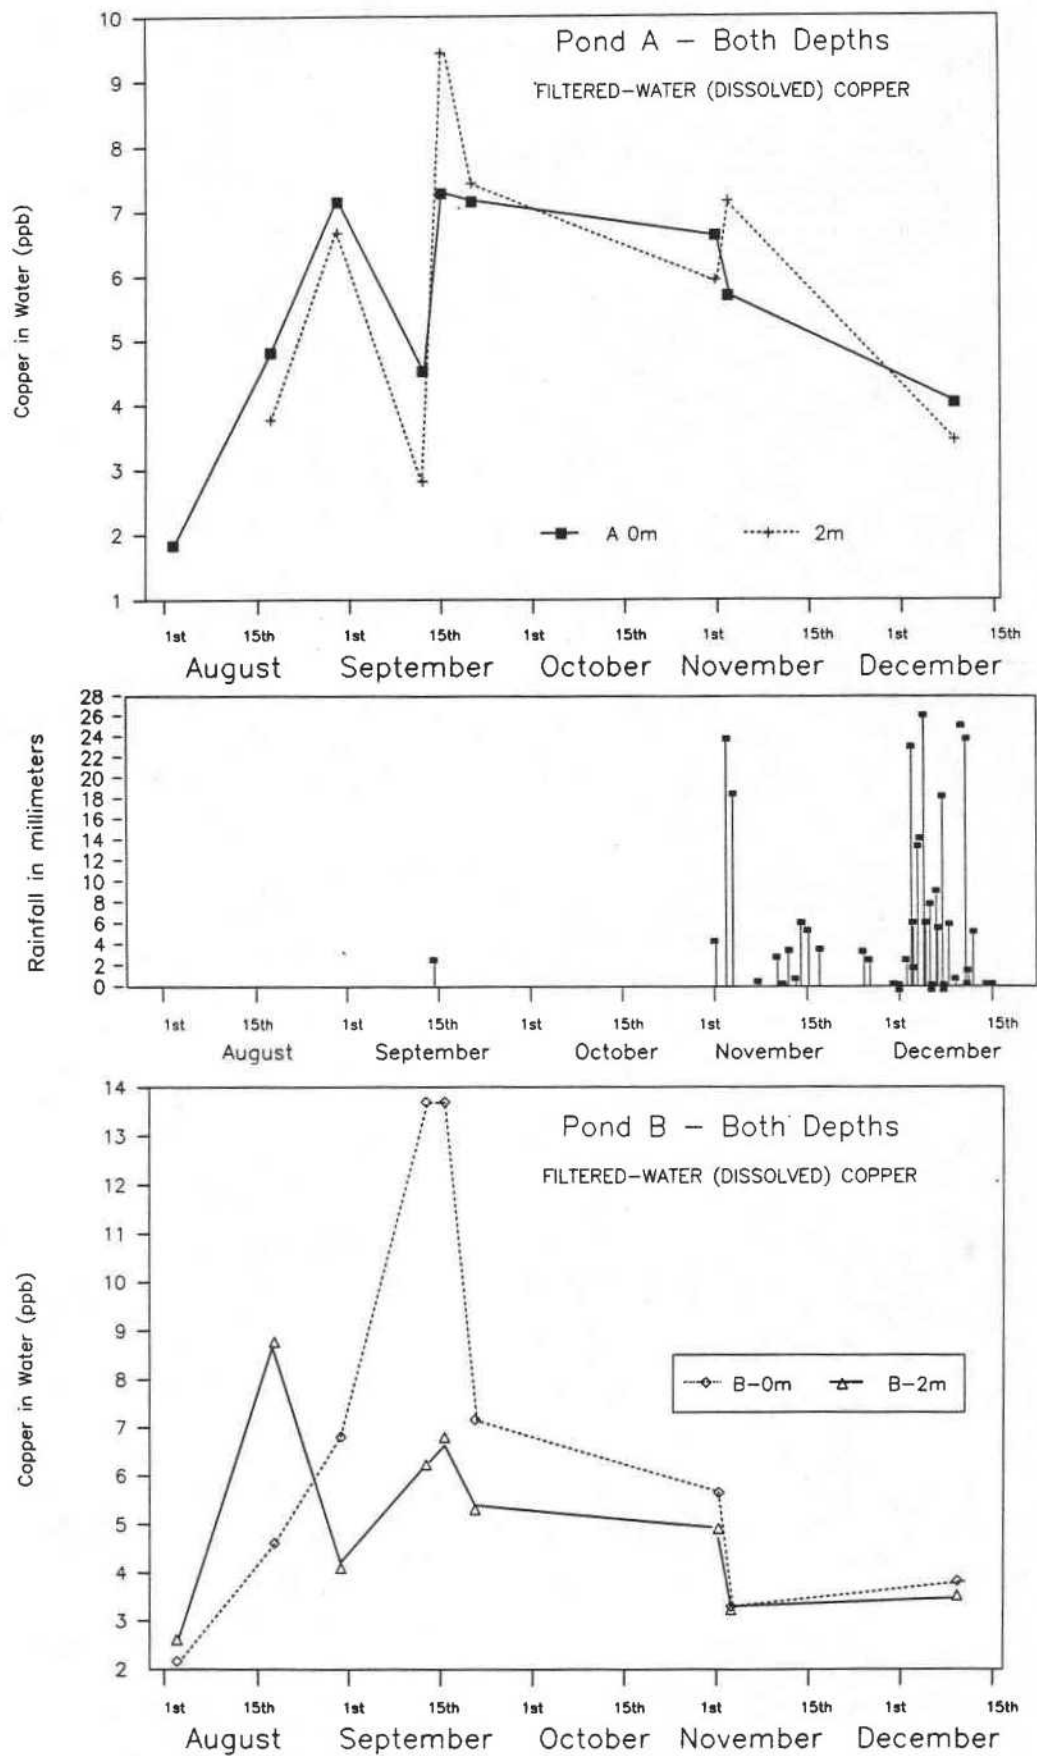 Pond A – Both Depths
FILTERED–WATER (DISSOLVED) COPPER
Copper in Water (ppb)
10
9
8
7
6
5
4
3
2
1
A 0m 2m
1st 15th 1st 15th 1st 15th 1st 15th 1st 15th
August September October November December
Rainfall in millimeters
28
26
24
22
20
18
16
14
12
10
8
6
4
2
0
1st 15th 1st 15th 1st 15th 1st 15th 1st 15th
August September October November December
Pond B – Both Depths
FILTERED–WATER (DISSOLVED) COPPER
Copper in Water (ppb)
14
13
12
11
10
9
8
7
6
5
4
3
2
B–0m B–2m
1st 15th 1st 15th 1st 15th 1st 15th 1st 15th
August September October November December